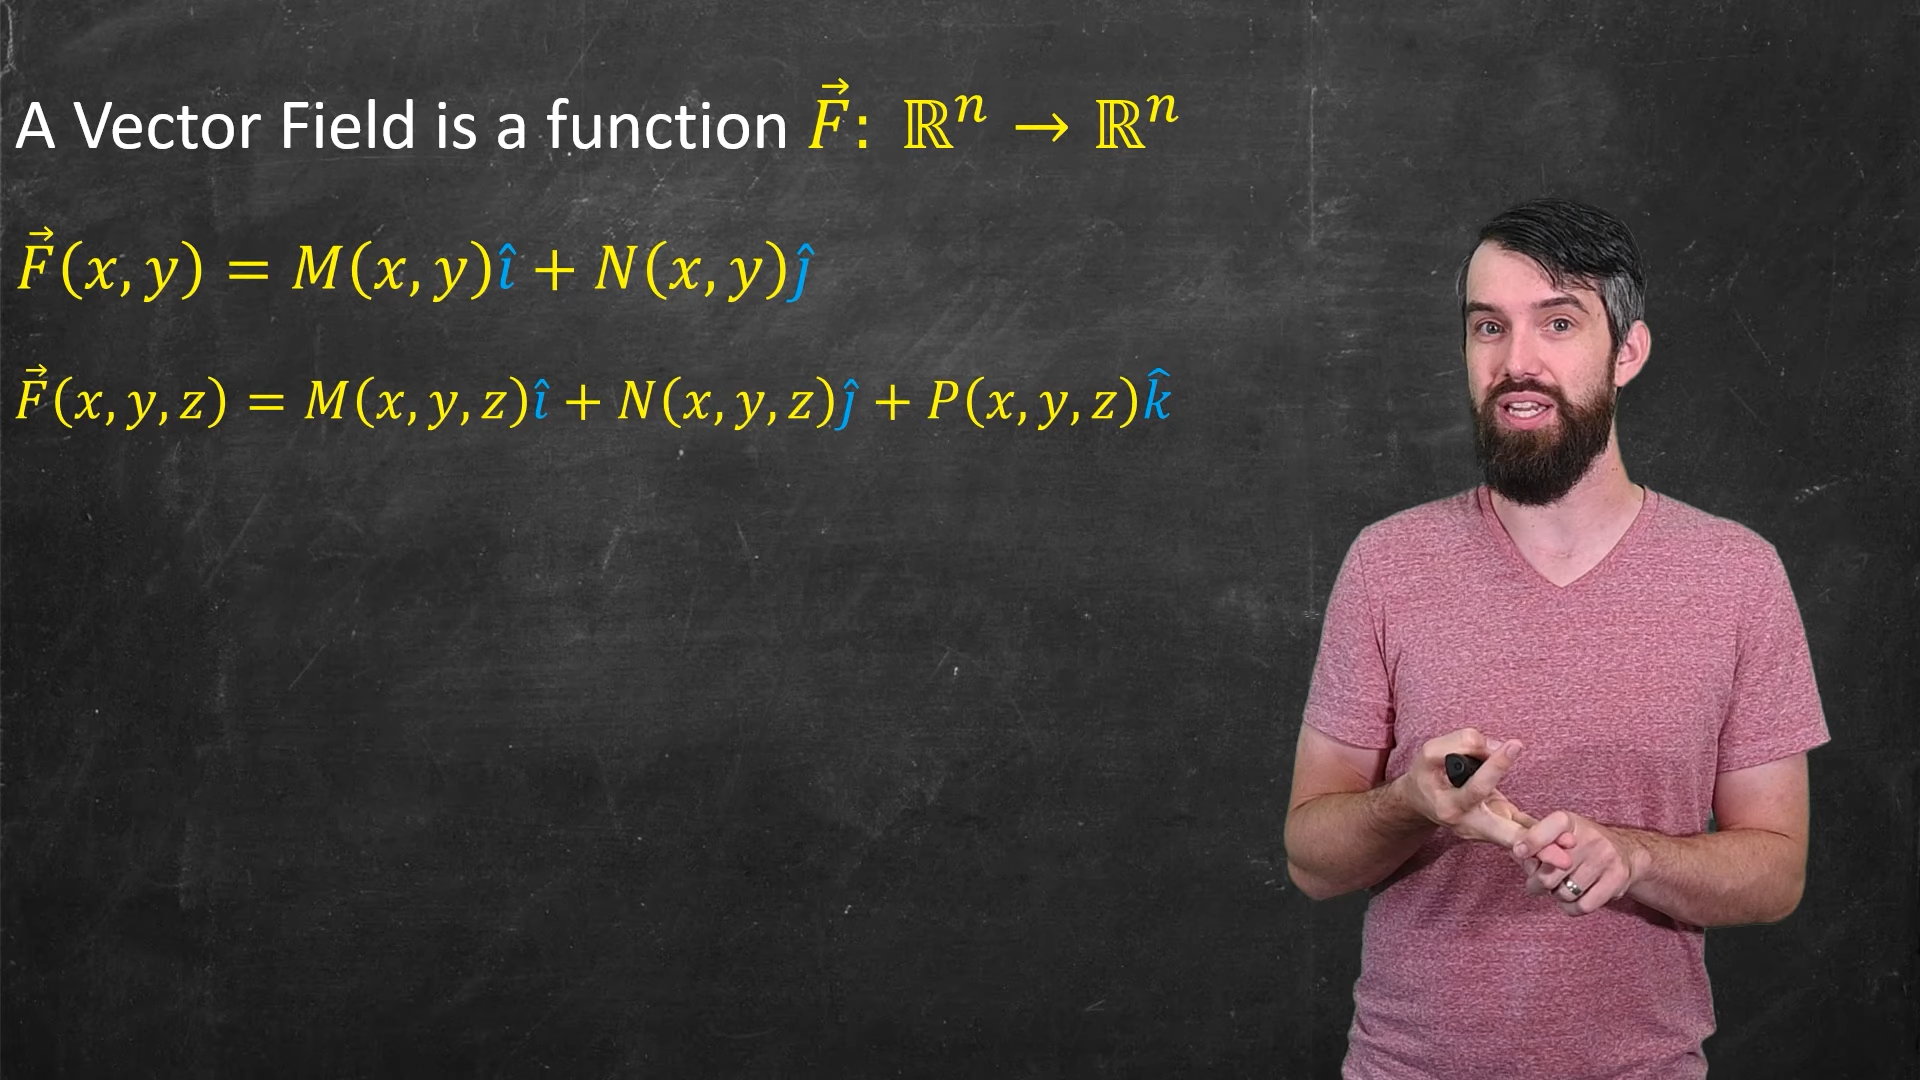 A Vector Field is a function F⃗: ℝⁿ → ℝⁿ
F⃗(x, y) = M(x, y)î + N(x, y)ĵ
F⃗(x, y, z) = M(x, y, z)î + N(x, y, z)ĵ + P(x, y, z)k̂